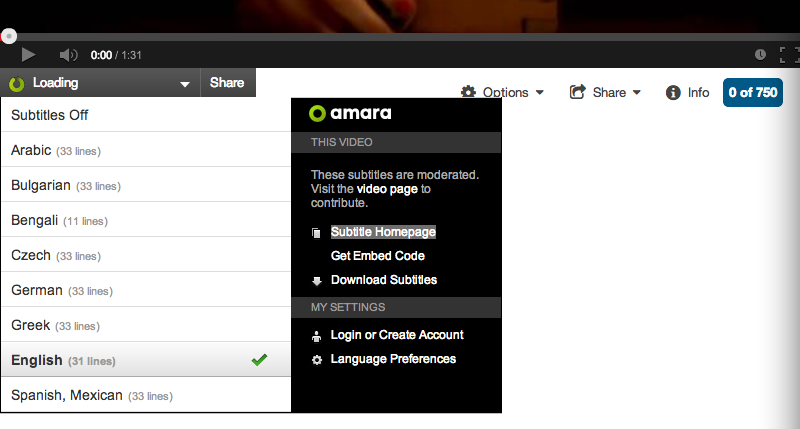 0:00 / 1:31
Loading
Share
Options
Share
Info
0 of 750
Subtitles Off
Arabic (33 lines)
Bulgarian (33 lines)
Bengali (11 lines)
Czech (33 lines)
German (33 lines)
Greek (33 lines)
English (31 lines)
Spanish, Mexican (33 lines)
amara
THIS VIDEO
These subtitles are moderated.
Visit the video page to
contribute.
Subtitle Homepage
Get Embed Code
Download Subtitles
MY SETTINGS
Login or Create Account
Language Preferences